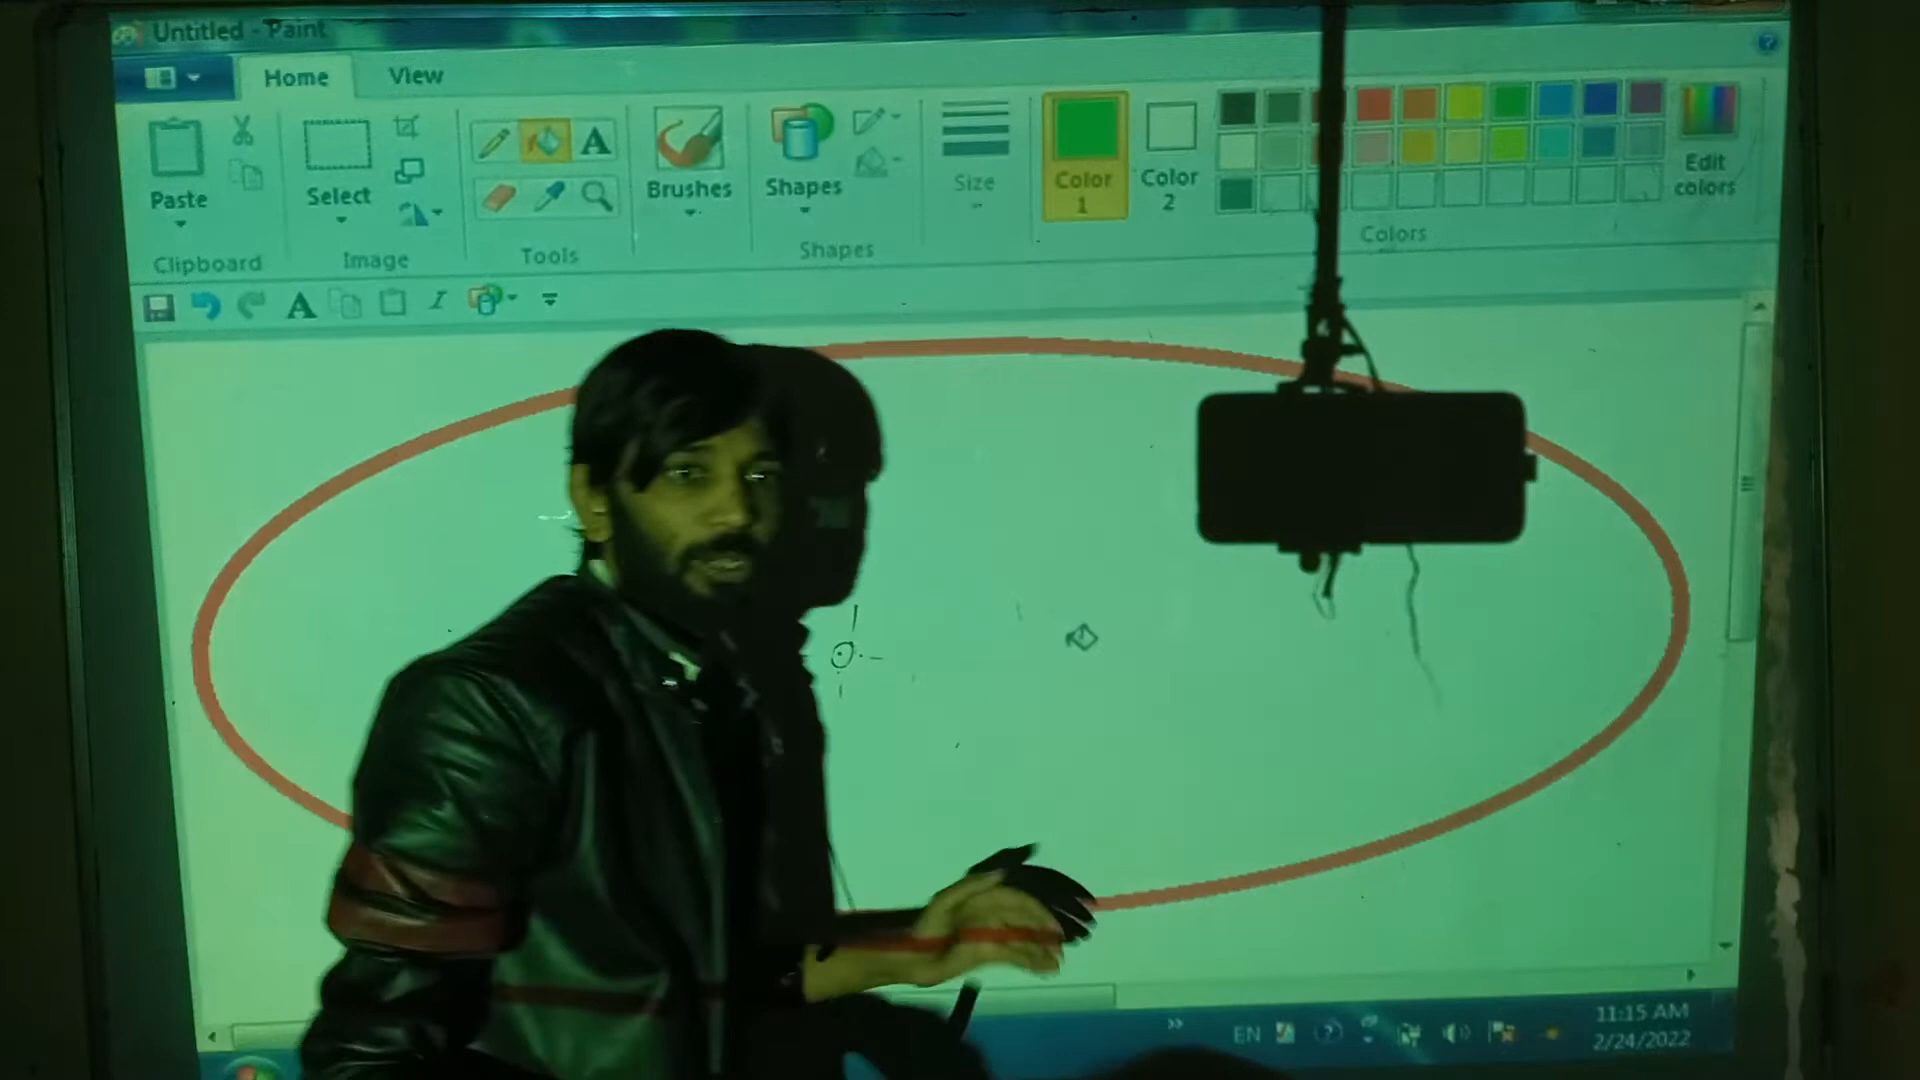 Untitled - Paint
Home View
Paste
Select
Brushes
Shapes
Size
Color 1
Color 2
Edit colors
Clipboard
Image
Tools
Shapes
Colors
EN
11:15 AM
2/24/2022